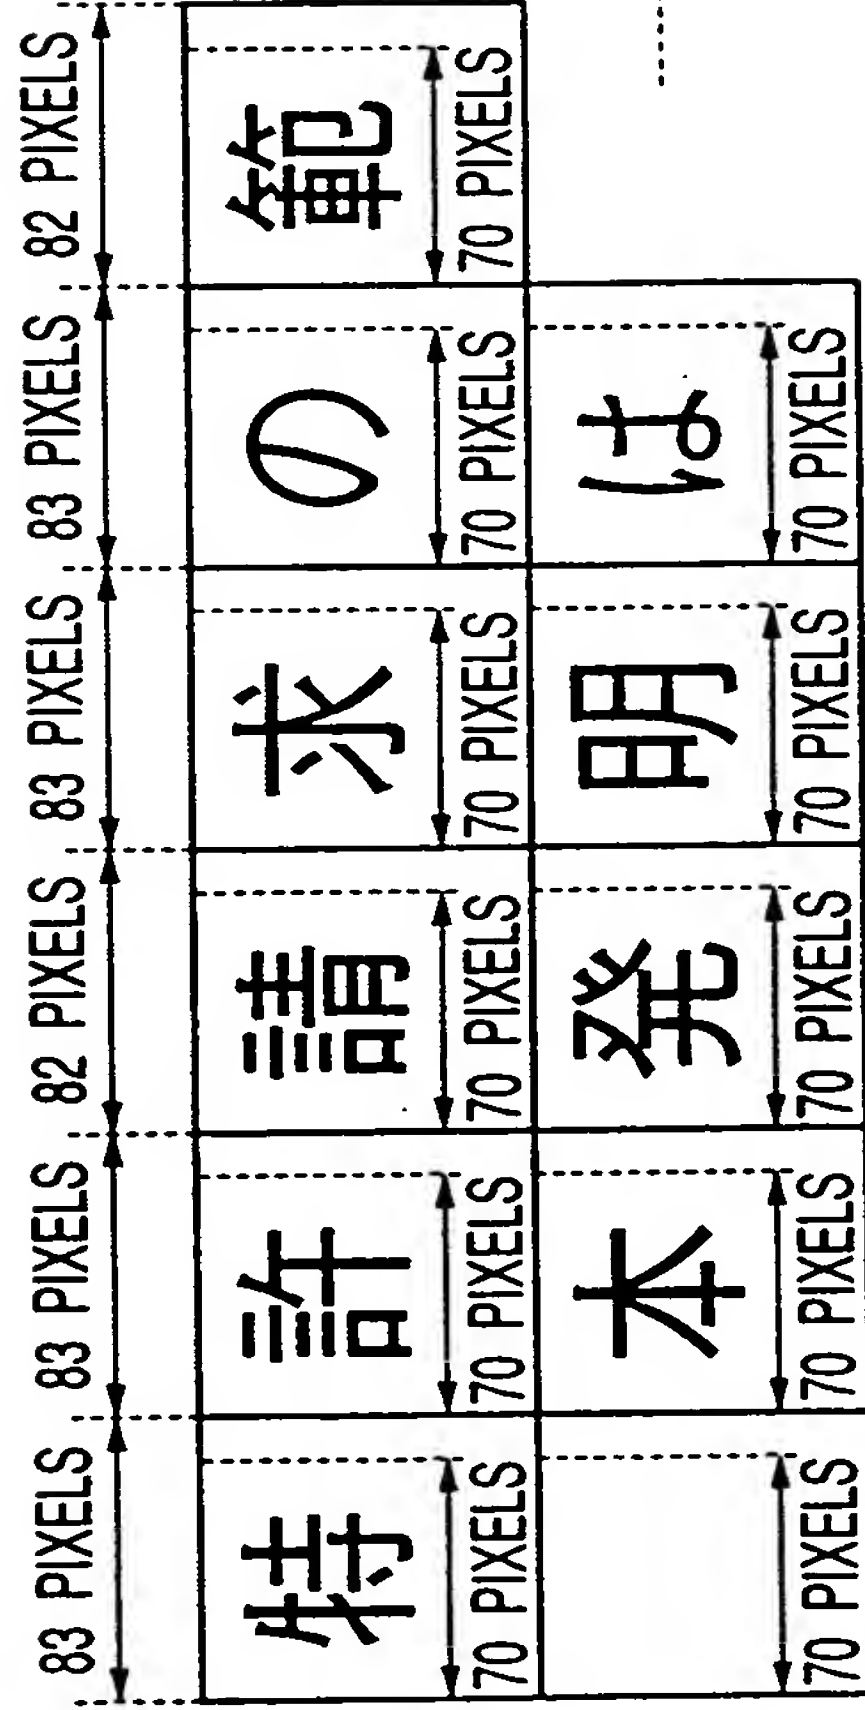 83 PIXELS 83 PIXELS 82 PIXELS 83 PIXELS 83 PIXELS 82 PIXELS
特 許 請 求 の 範
70 PIXELS 70 PIXELS 70 PIXELS 70 PIXELS 70 PIXELS 70 PIXELS
本 発 明 は
70 PIXELS 70 PIXELS 70 PIXELS 70 PIXELS 70 PIXELS